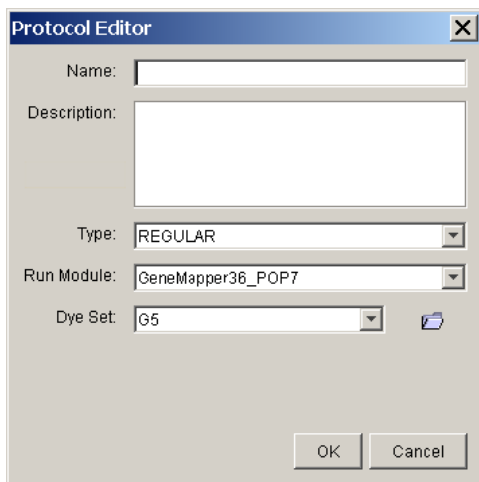 Protocol Editor
Name:
Description:
Type: REGULAR
Run Module: GeneMapper36_POP7
Dye Set: G5
OK Cancel